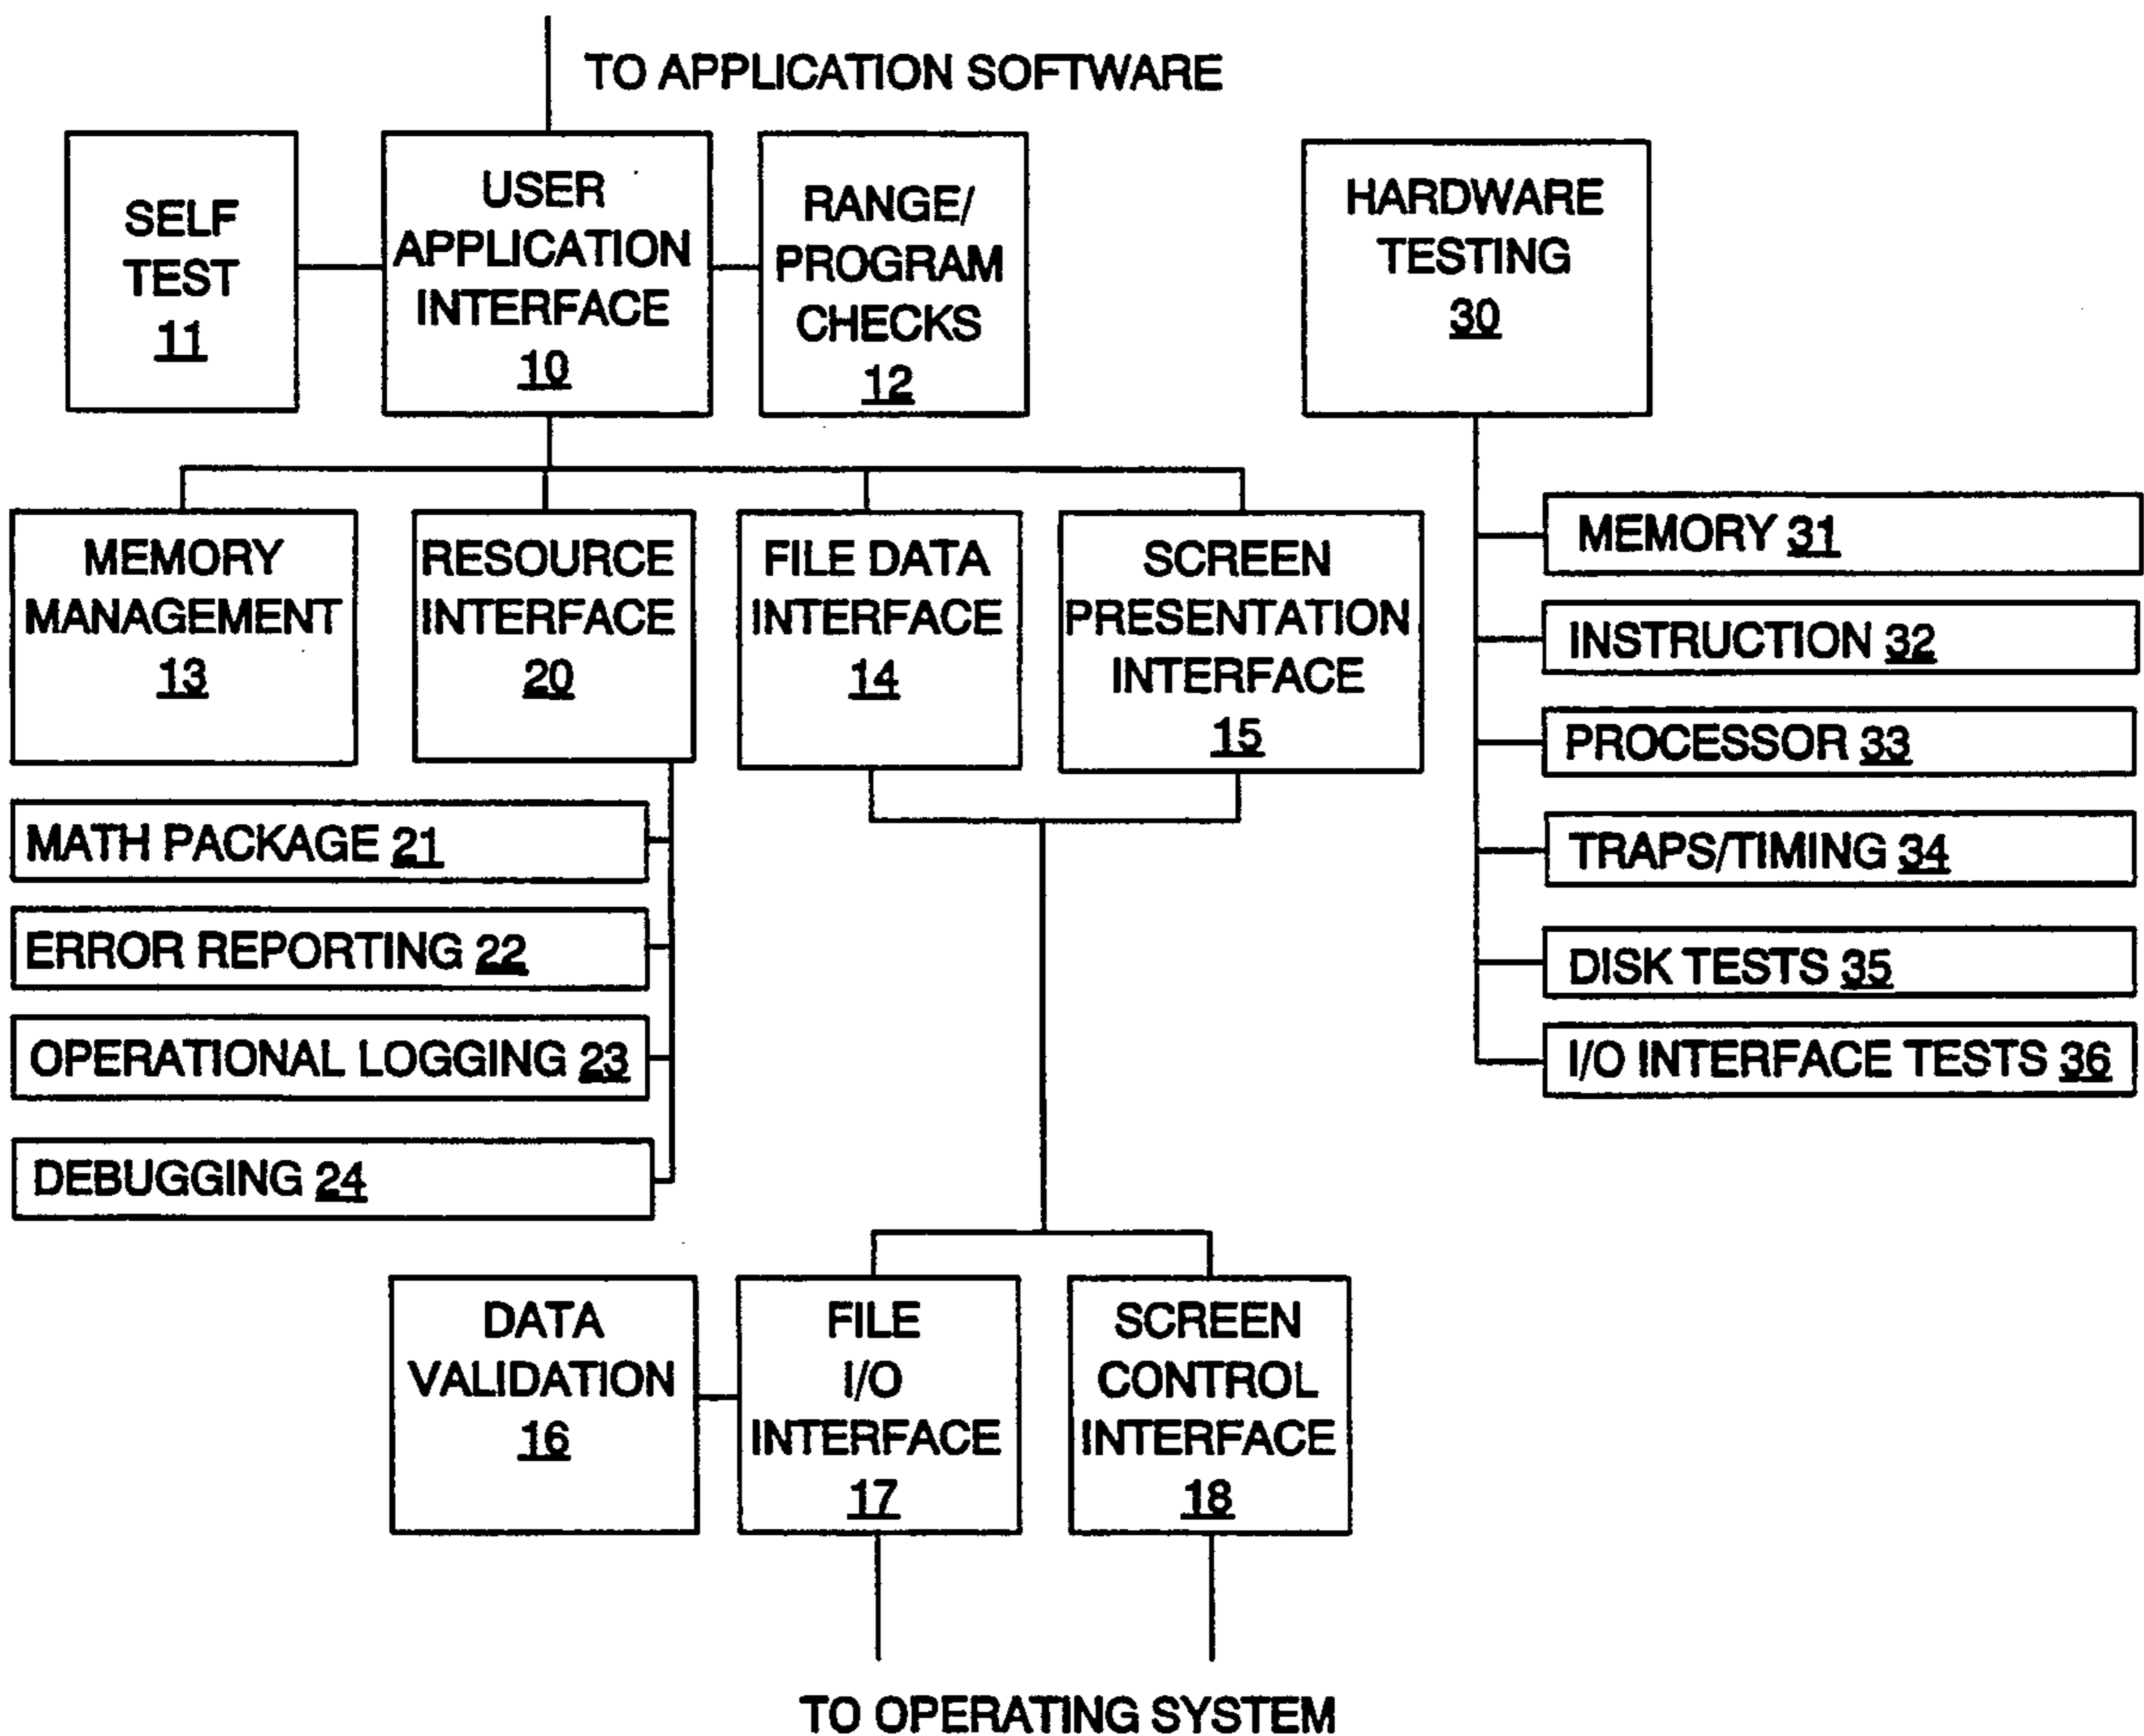 TO APPLICATION SOFTWARE
SELF
TEST
11
USER
APPLICATION
INTERFACE
10
RANGE/
PROGRAM
CHECKS
12
HARDWARE
TESTING
30
MEMORY
MANAGEMENT
13
RESOURCE
INTERFACE
20
FILE DATA
INTERFACE
14
SCREEN
PRESENTATION
INTERFACE
15
MEMORY 31
INSTRUCTION 32
PROCESSOR 33
TRAPS/TIMING 34
DISK TESTS 35
I/O INTERFACE TESTS 36
MATH PACKAGE 21
ERROR REPORTING 22
OPERATIONAL LOGGING 23
DEBUGGING 24
DATA
VALIDATION
16
FILE
I/O
INTERFACE
17
SCREEN
CONTROL
INTERFACE
18
TO OPERATING SYSTEM